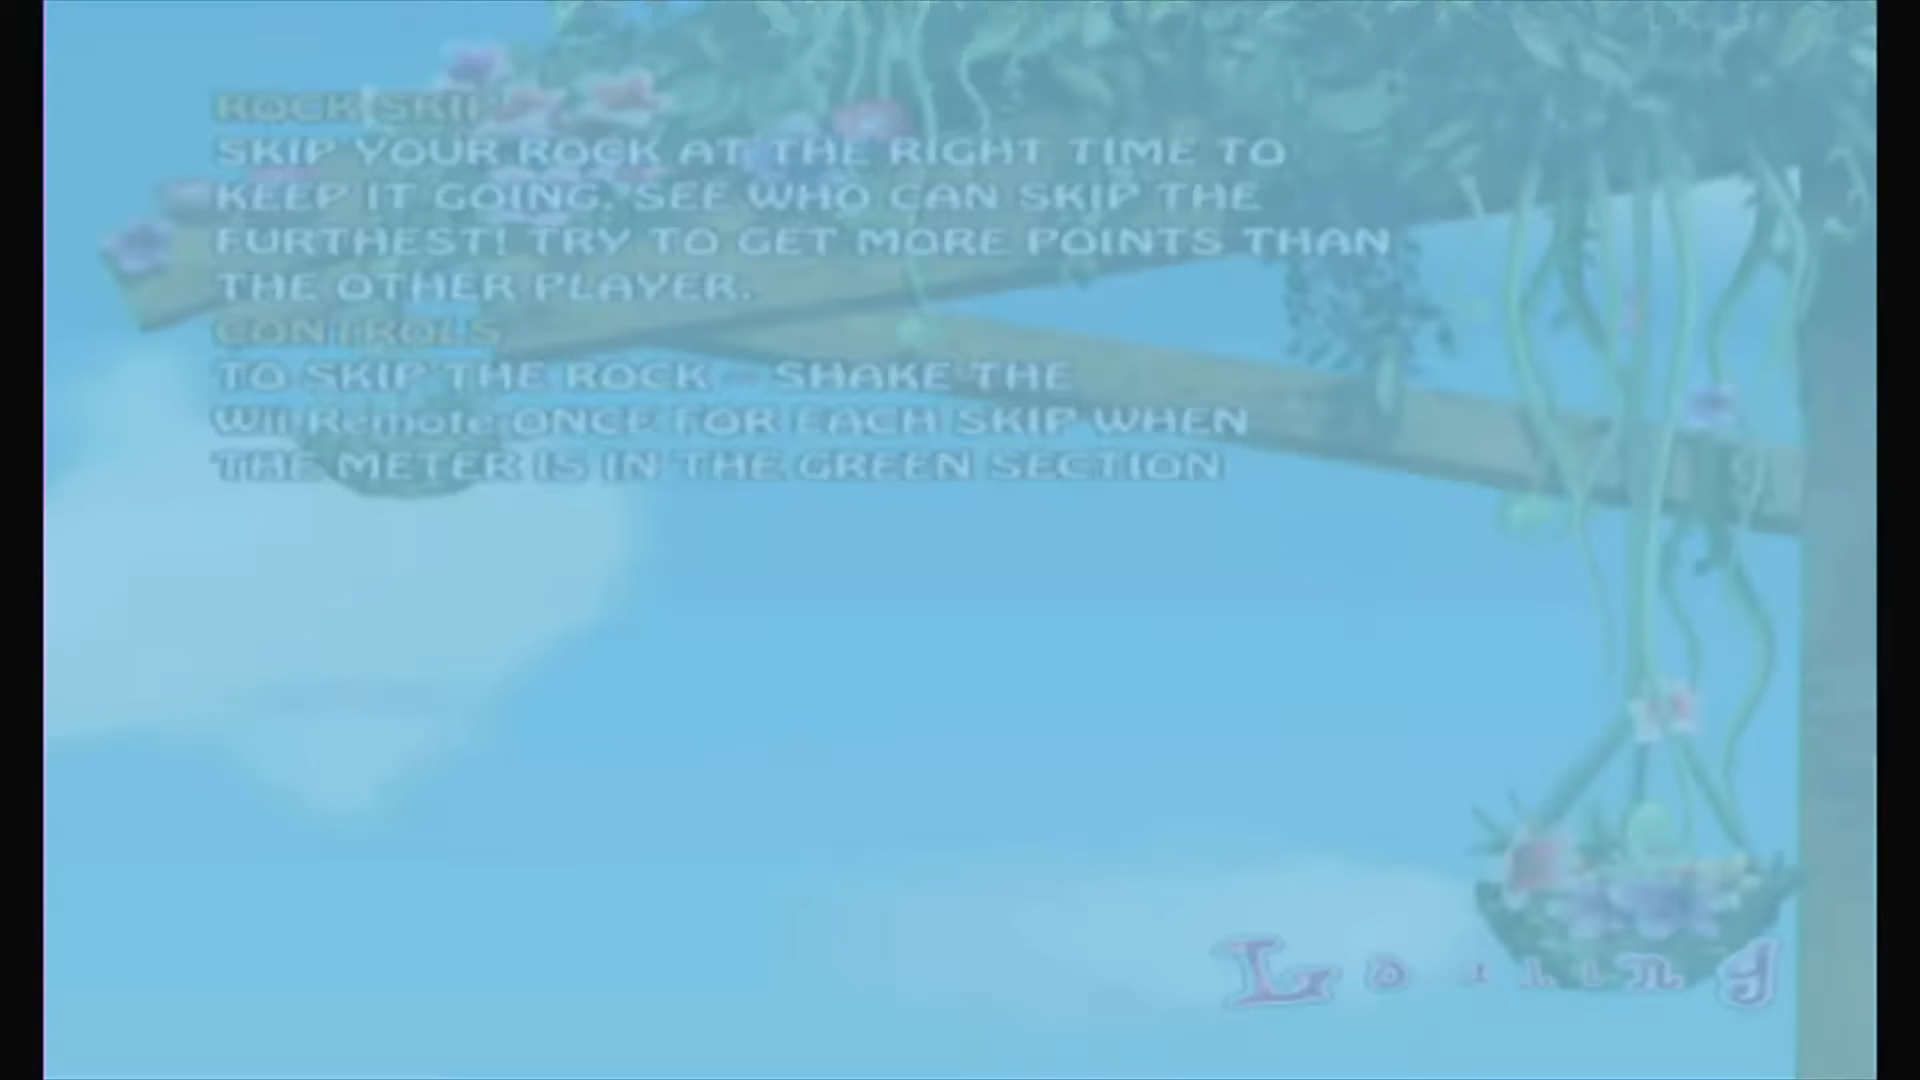 ROCK SKIP
SKIP YOUR ROCK AT THE RIGHT TIME TO
KEEP IT GOING. SEE WHO CAN SKIP THE
FURTHEST! TRY TO GET MORE POINTS THAN
THE OTHER PLAYER.
CONTROLS
TO SKIP THE ROCK - SHAKE THE
Wii Remote ONCE FOR EACH SKIP WHEN
THE METER IS IN THE GREEN SECTION
Loading